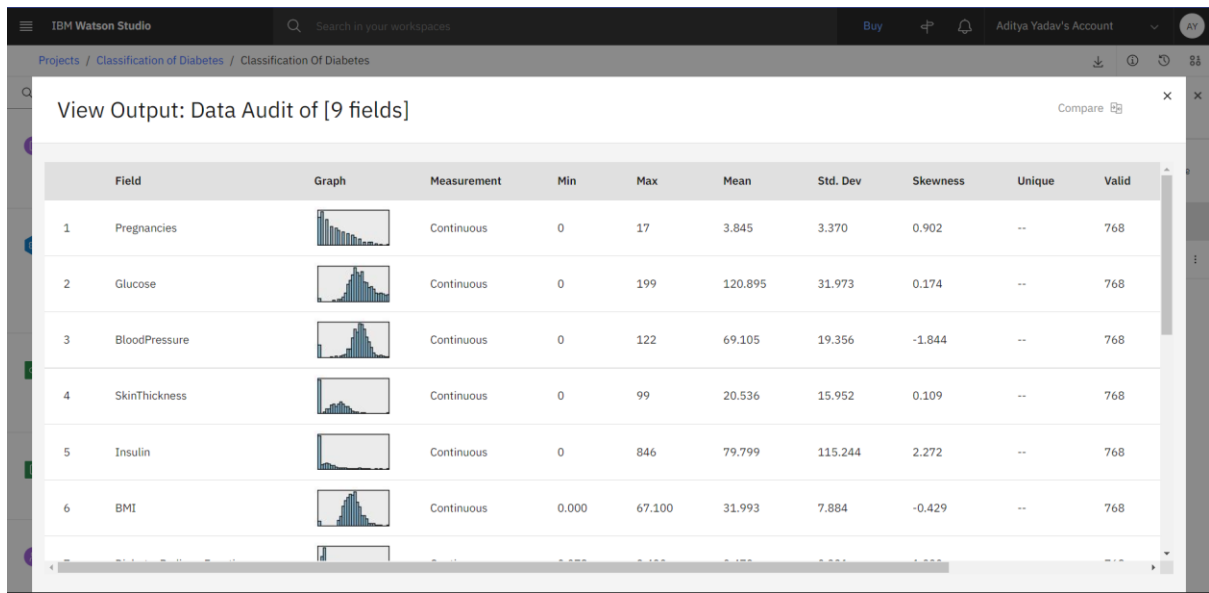 IBM Watson Studio Search in your workspaces Buy Aditya Yadav's Account AY
Projects / Classification of Diabetes / Classification Of Diabetes
View Output: Data Audit of [9 fields] Compare
Field Graph Measurement Min Max Mean Std. Dev Skewness Unique Valid
1 Pregnancies Continuous 0 17 3.845 3.370 0.902 -- 768
2 Glucose Continuous 0 199 120.895 31.973 0.174 -- 768
3 BloodPressure Continuous 0 122 69.105 19.356 -1.844 -- 768
4 SkinThickness Continuous 0 99 20.536 15.952 0.109 -- 768
5 Insulin Continuous 0 846 79.799 115.244 2.272 -- 768
6 BMI Continuous 0.000 67.100 31.993 7.884 -0.429 -- 768